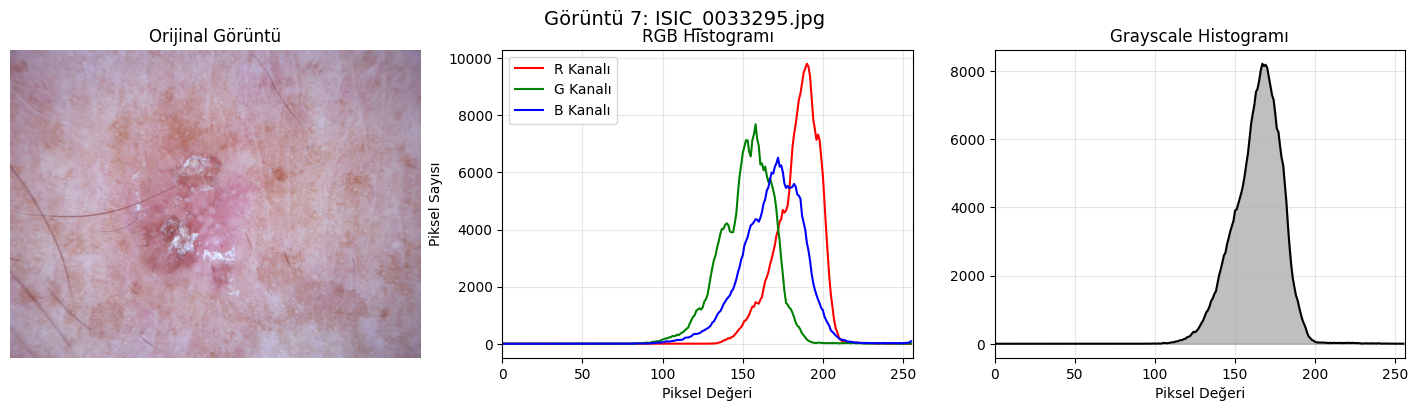 Görüntü 7: ISIC_0033295.jpg
Orijinal Görüntü
RGB Histogramı
Grayscale Histogramı
R Kanalı
G Kanalı
B Kanalı
Piksel Sayısı
10000
8000
6000
4000
2000
0
0 50 100 150 200 250
Piksel Değeri
8000
6000
4000
2000
0
0 50 100 150 200 250
Piksel Değeri